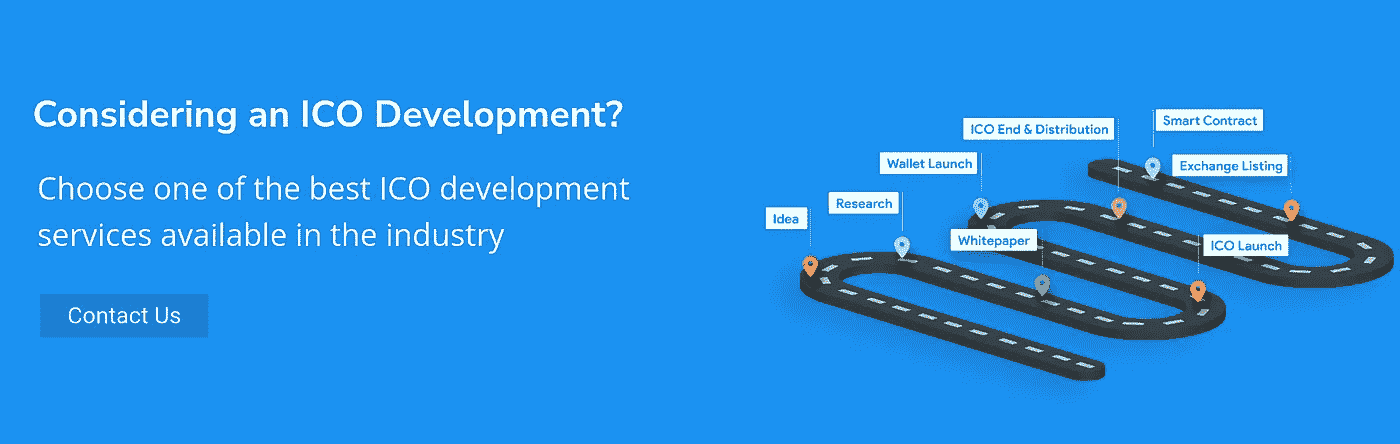 Considering an ICO Development?
Choose one of the best ICO development
services available in the industry
Contact Us
Smart Contract
ICO End & Distribution
Wallet Launch
Exchange Listing
Research
Idea
Whitepaper
ICO Launch